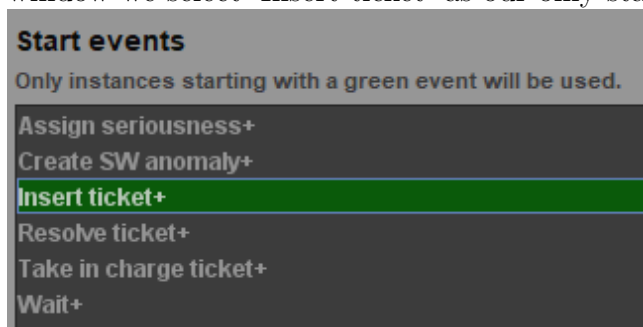 Start events
Only instances starting with a green event will be used.
Assign seriousness+
Create SW anomaly+
Insert ticket+
Resolve ticket+
Take in charge ticket+
Wait+